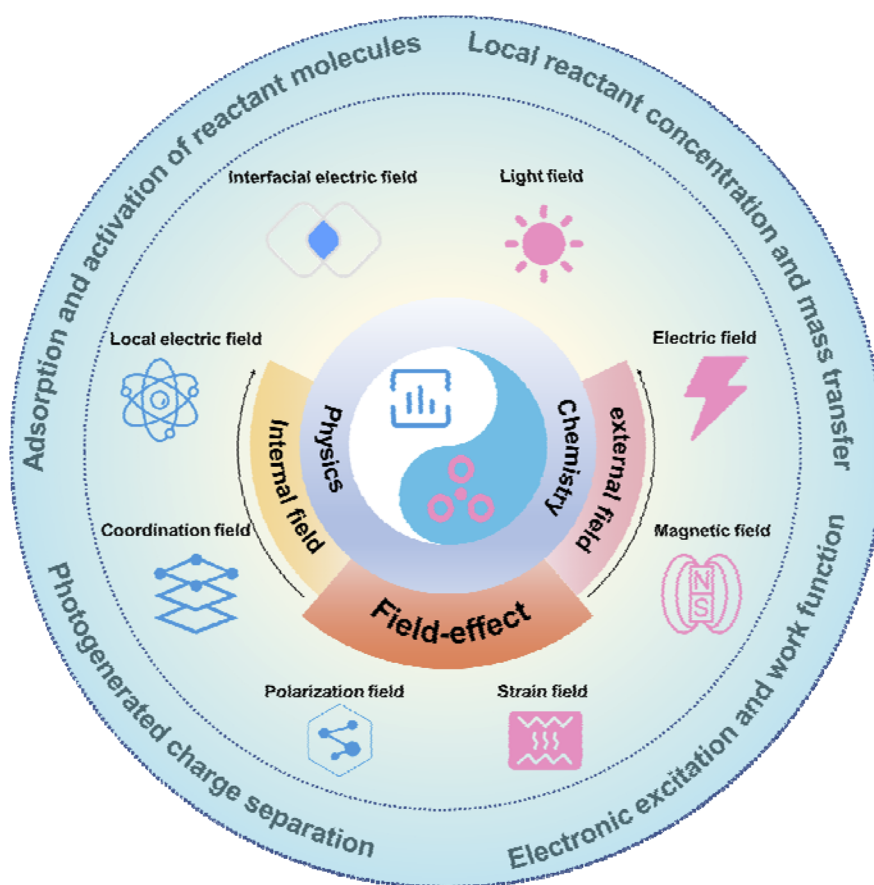 Adsorption and activation of reactant molecules
Local reactant concentration and mass transfer
Interfacial electric field
Light field
Local electric field
Electric field
Internal field
Physics
Chemistry
external field
Coordination field
Magnetic field
N
S
Field-effect
Polarization field
Strain field
Photogenerated charge separation
Electronic excitation and work function